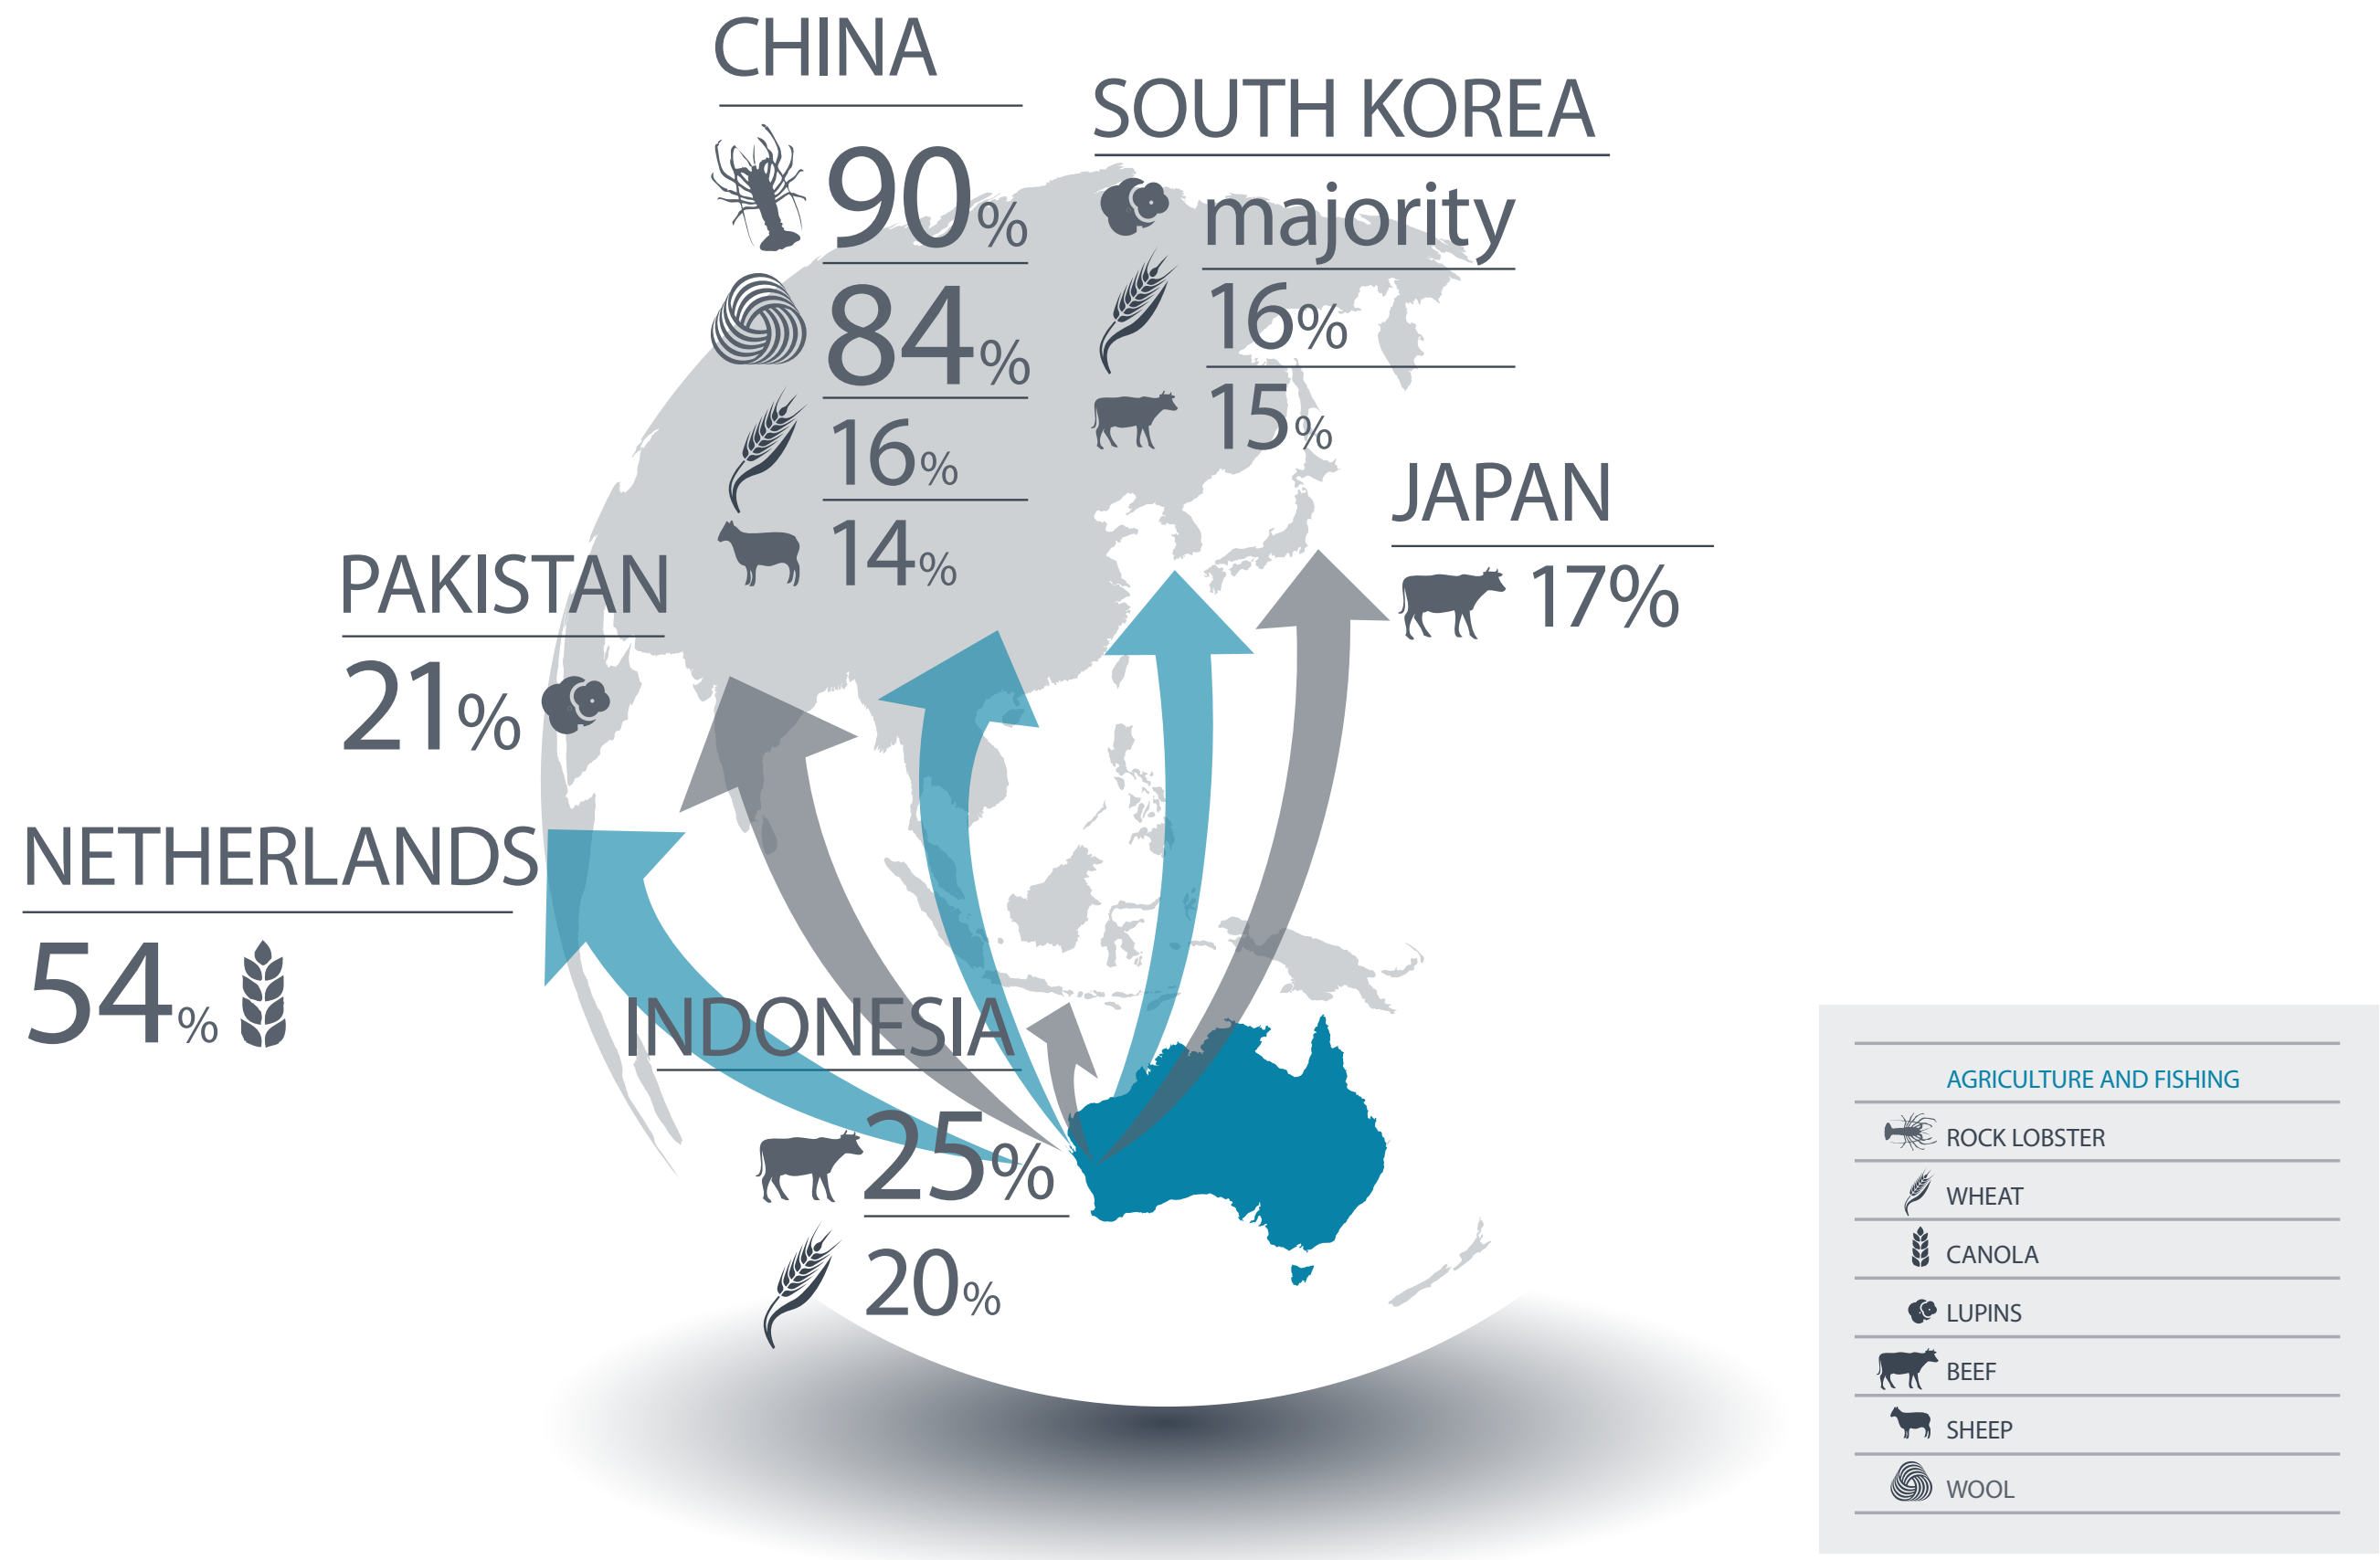 CHINA
90%
84%
16%
14%
SOUTH KOREA
majority
16%
15%
JAPAN
17%
PAKISTAN
21%
NETHERLANDS
54%
INDONESIA
25%
20%
AGRICULTURE AND FISHING
ROCK LOBSTER
WHEAT
CANOLA
LUPINS
BEEF
SHEEP
WOOL